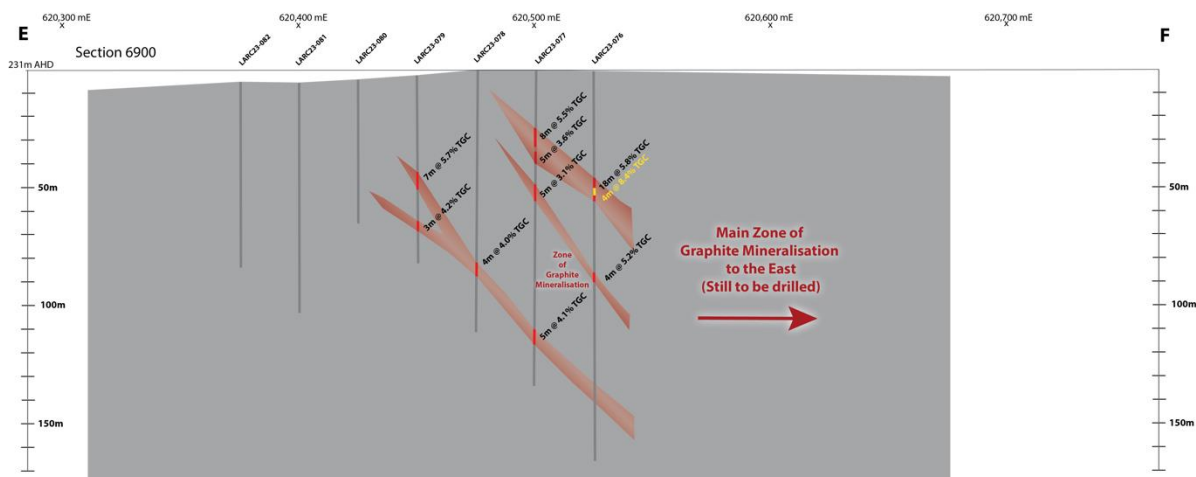 620,300 mE
620,400 mE
620,500 mE
620,600 mE
620,700 mE
E
F
Section 6900
LARC23-082
LARC23-081
LARC23-080
LARC23-079
LARC23-078
LARC23-077
LARC23-076
231m AHD
8m @ 5.5% TGC
5m @ 3.6% TGC
7m @ 5.7% TGC
5m @ 3.1% TGC
18m @ 5.8% TGC
4m @ 8.4% TGC
50m
50m
3m @ 4.2% TGC
4m @ 4.0% TGC
4m @ 5.2% TGC
Zone
of
Graphite
Mineralisation
Main Zone of
Graphite Mineralisation
to the East
(Still to be drilled)
100m
100m
5m @ 4.1% TGC
150m
150m